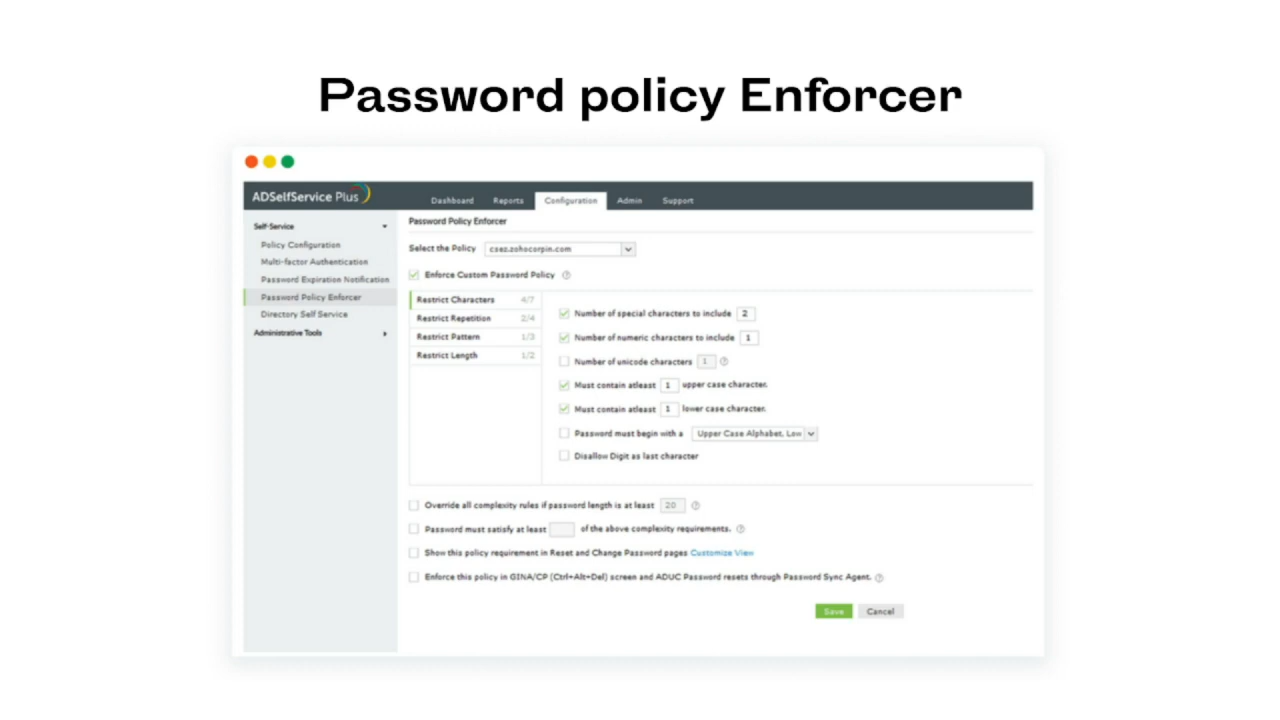 Password policy Enforcer
ADSelfService Plus
Dashboard Reports Configuration Admin Support
Self-Service
Policy Configuration
Multi-factor Authentication
Password Expiration Notification
Password Policy Enforcer
Directory Self Service
Administrative Tools
Password Policy Enforcer
Select the Policy csez.zohocorpin.com
Enforce Custom Password Policy ?
Restrict Characters 4/7
Restrict Repetition 2/4
Restrict Pattern 1/3
Restrict Length 1/2
Number of special characters to include 2
Number of numeric characters to include 1
Number of unicode characters 1 ?
Must contain atleast 1 upper case character.
Must contain atleast 1 lower case character.
Password must begin with a Upper Case Alphabet, Low
Disallow Digit as last character
Override all complexity rules if password length is at least 20 ?
Password must satisfy at least of the above complexity requirements. ?
Show this policy requirement in Reset and Change Password pages Customize View
Enforce this policy in GINA/CP (Ctrl+Alt+Del) screen and ADUC Password resets through Password Sync Agent. ?
Save Cancel